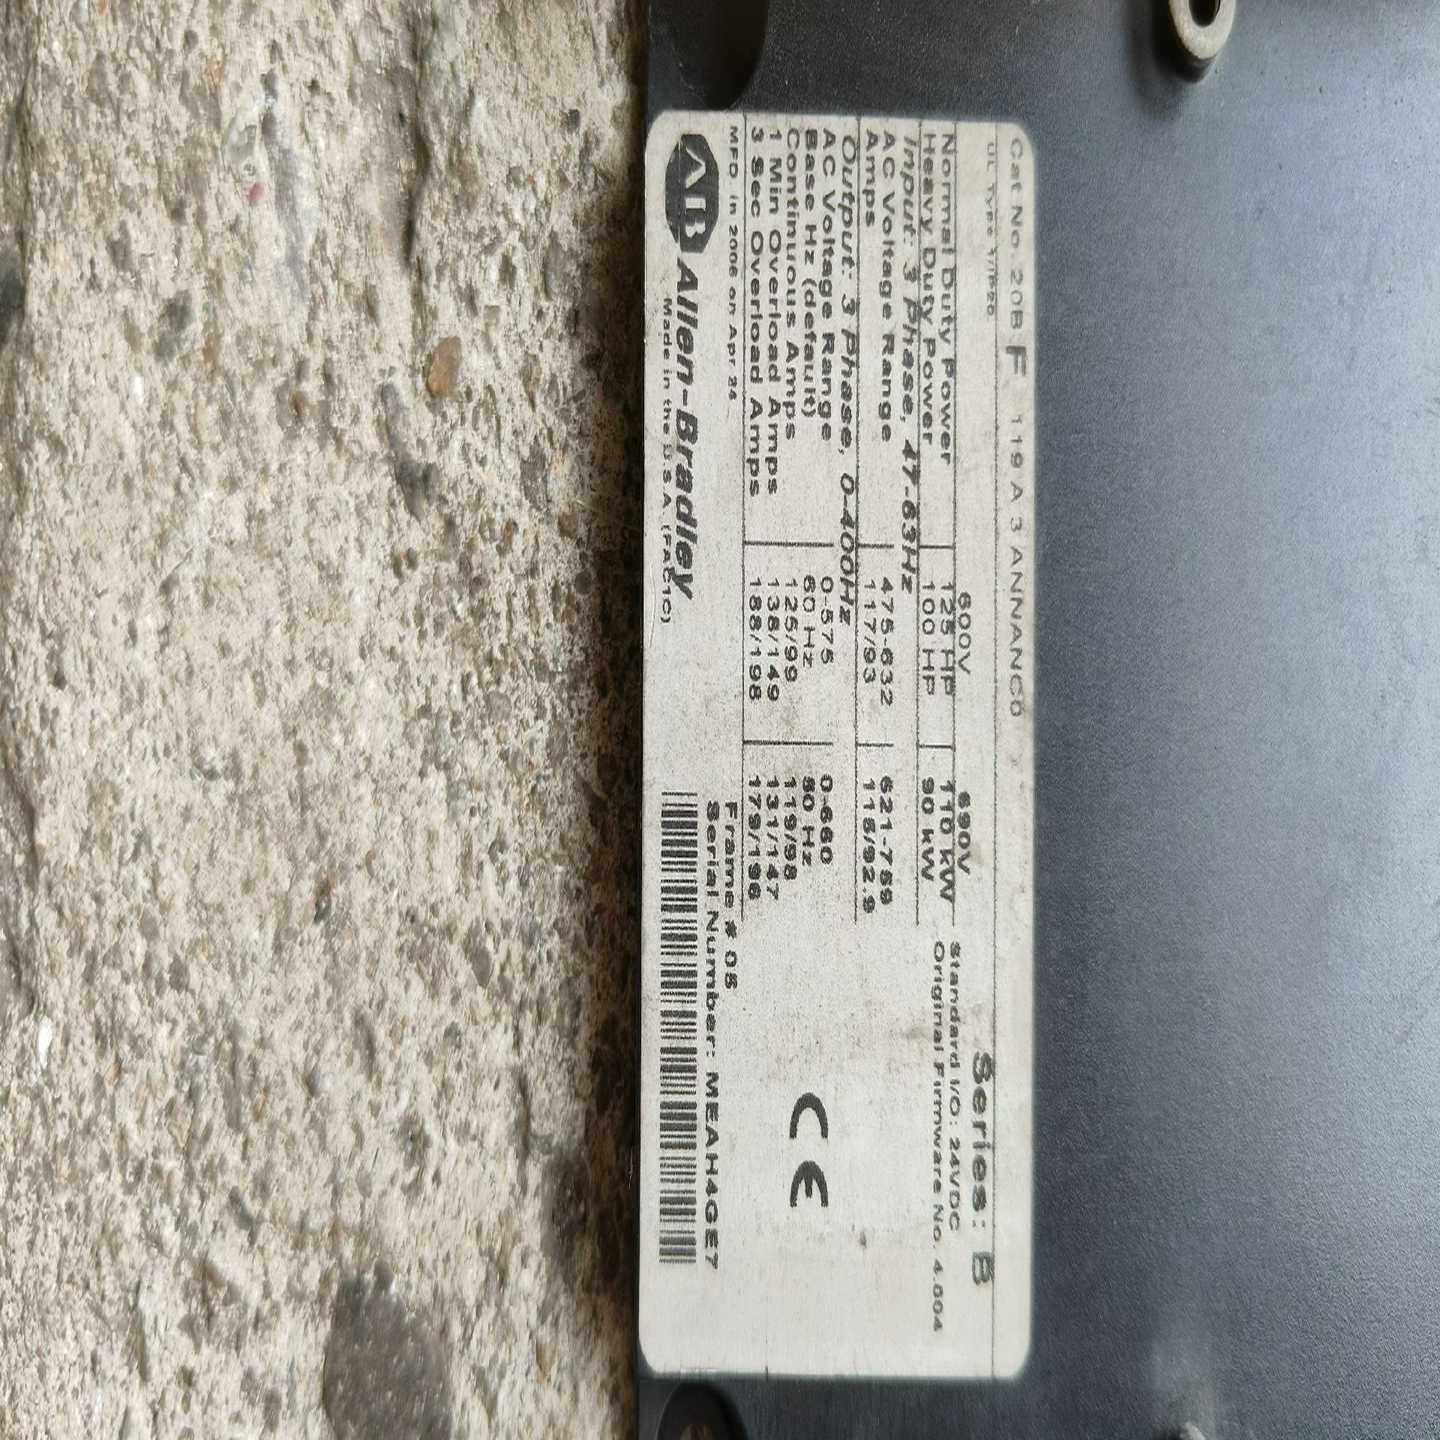 Cat No. 20B F 119 A 3 ANNANC0
UL Type 1/IP20
Series: B
600V 690V
Normal Duty Power 125 HP 110 kW
Heavy Duty Power 100 HP 90 kW
Standard I/O: 24VDC
Original Firmware No. 4.004
Input: 3 Phase, 47-63Hz
AC Voltage Range 475-632 621-759
Amps 117/93 115/92.9
Output: 3 Phase, 0-400Hz
AC Voltage Range 0-575 0-660
Base Hz (default) 60 Hz 50 Hz
Continuous Amps 125/99 119/98
1 Min Overload Amps 138/149 131/147
3 Sec Overload Amps 188/198 179/196
CE
MFD. in 2006 on Apr 24
Frame # 05
Serial Number: MEAH4GE7
AB Allen-Bradley
Made in the U.S.A. (FAC1C)